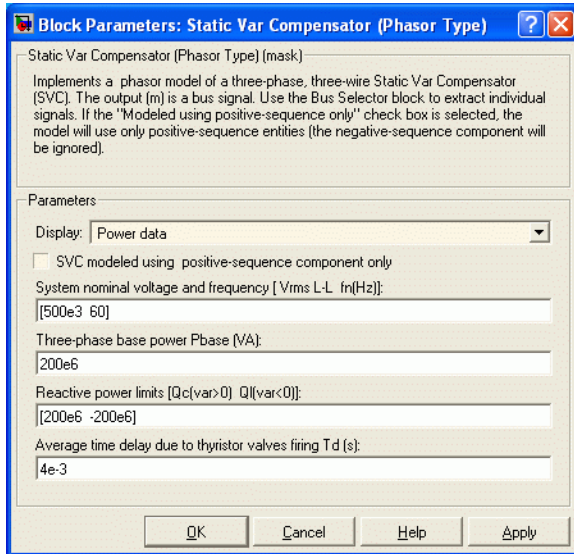 Block Parameters: Static Var Compensator (Phasor Type)
Static Var Compensator (Phasor Type) (mask)
Implements a phasor model of a three-phase, three-wire Static Var Compensator
(SVC). The output (m) is a bus signal. Use the Bus Selector block to extract individual
signals. If the "Modeled using positive-sequence only" check box is selected, the
model will use only positive-sequence entities (the negative-sequence component will
be ignored).
Parameters
Display: Power data
SVC modeled using positive-sequence component only
System nominal voltage and frequency [ Vrms L-L fn(Hz)]:
[500e3 60]
Three-phase base power Pbase (VA):
200e6
Reactive power limits [Qc(var>0) Ql(var<0)]:
[200e6 -200e6]
Average time delay due to thyristor valves firing Td (s):
4e-3
OK Cancel Help Apply